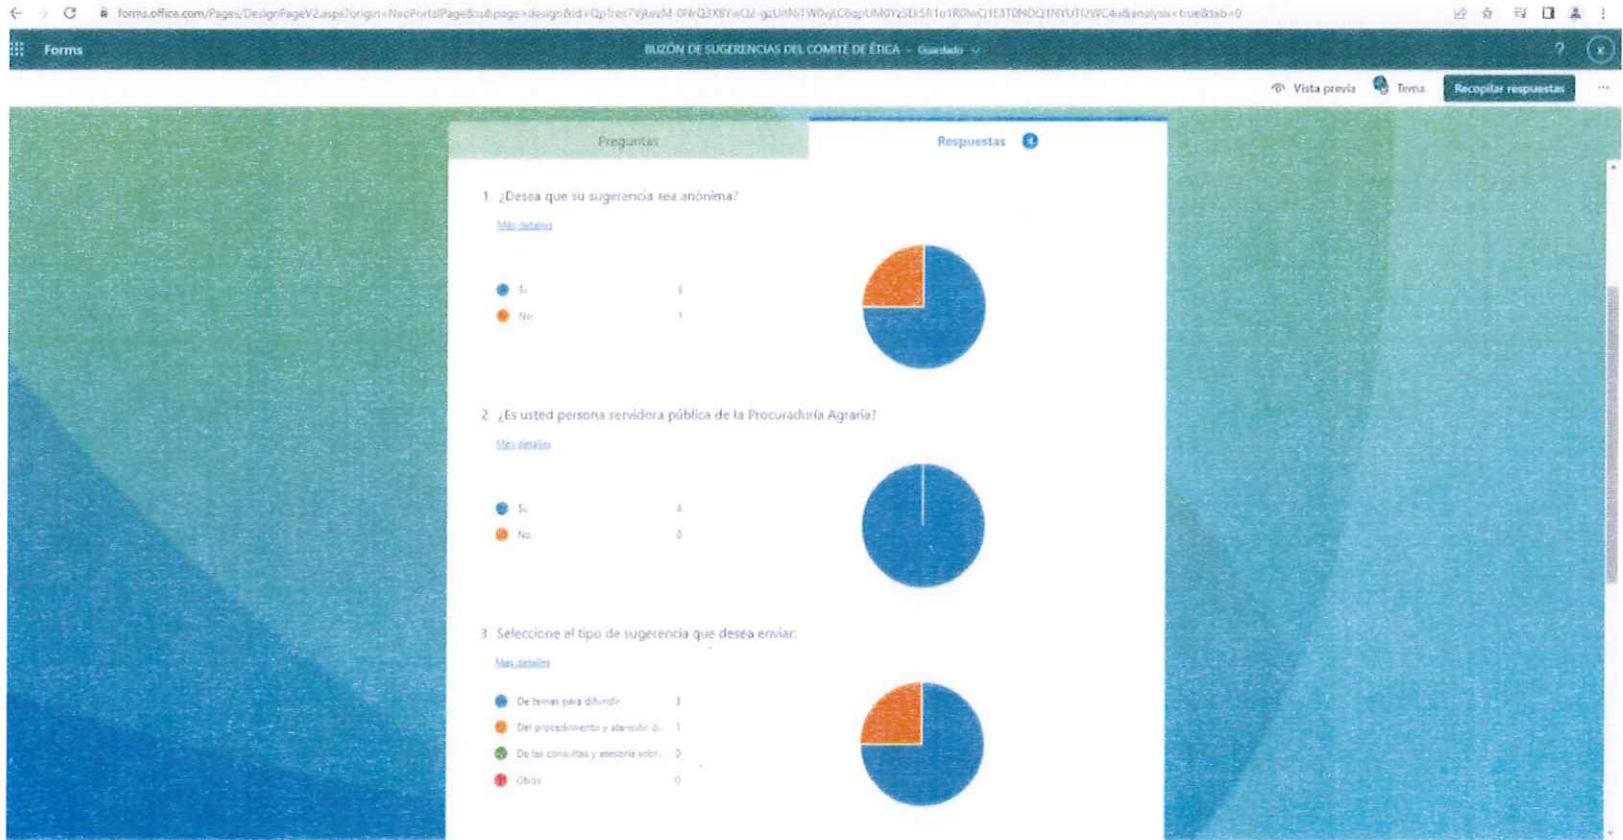 Forms
BUZÓN DE SUGERENCIAS DEL COMITÉ DE ÉTICA - Guardado
?
K
Vista previa
Tema
Recopilar respuestas
...
Preguntas
Respuestas 4
1. ¿Desea que su sugerencia sea anónima?
Más detalles
Si 3
No 1
2. ¿Es usted persona servidora pública de la Procuraduría Agraria?
Más detalles
Si 4
No 0
3. Seleccione el tipo de sugerencia que desea enviar:
Más detalles
De temas para difundir 3
Del procedimiento y atención d... 1
De las consultas y asesoría sobr... 0
Otros 0